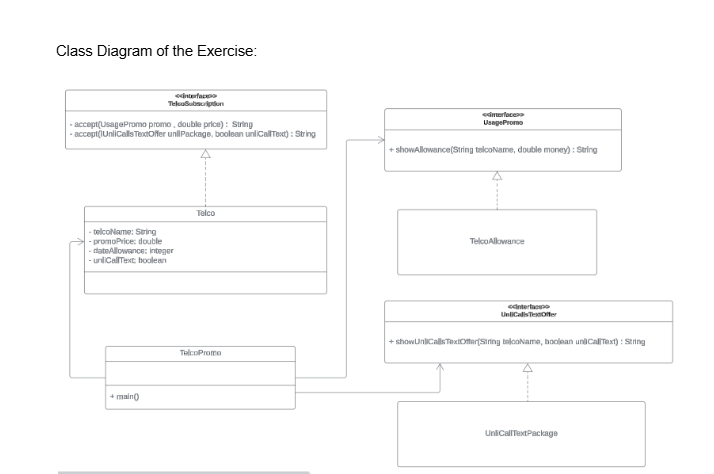 Class Diagram of the Exercise:
<<interface>>
TelcoSubscription
- accept(UsagePromo promo , double price) : String
- accept(IUnliCallsTextOffer unliPackage, boolean unliCallText) : String
<<interface>>
UsagePromo
+ showAllowance(String telcoName, double money) : String
Telco
- telcoName: String
- promoPrice: double
- dateAllowance: integer
- unliCallText: boolean
TelcoAllowance
<<interface>>
UnliCallsTextOffer
+ showUnliCallsTextOffer(String telcoName, boolean unliCallText) : String
TelcoPromo
+ main()
UnliCallTextPackage